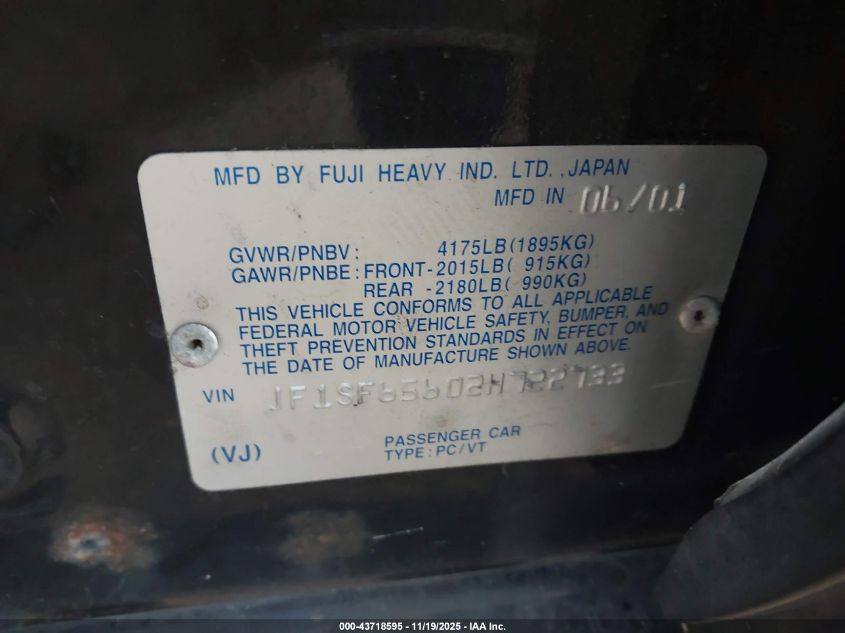 MFD BY FUJI HEAVY IND. LTD., JAPAN
MFD IN 06/01
GVWR/PNBV: 4175LB(1895KG)
GAWR/PNBE: FRONT-2015LB( 915KG)
REAR -2180LB( 990KG)
THIS VEHICLE CONFORMS TO ALL APPLICABLE
FEDERAL MOTOR VEHICLE SAFETY, BUMPER, AND
THEFT PREVENTION STANDARDS IN EFFECT ON
THE DATE OF MANUFACTURE SHOWN ABOVE.
VIN JF1SF65602H722733
(VJ)
PASSENGER CAR
TYPE: PC/VT
000-43718595 - 11/19/2025 - IAA Inc.